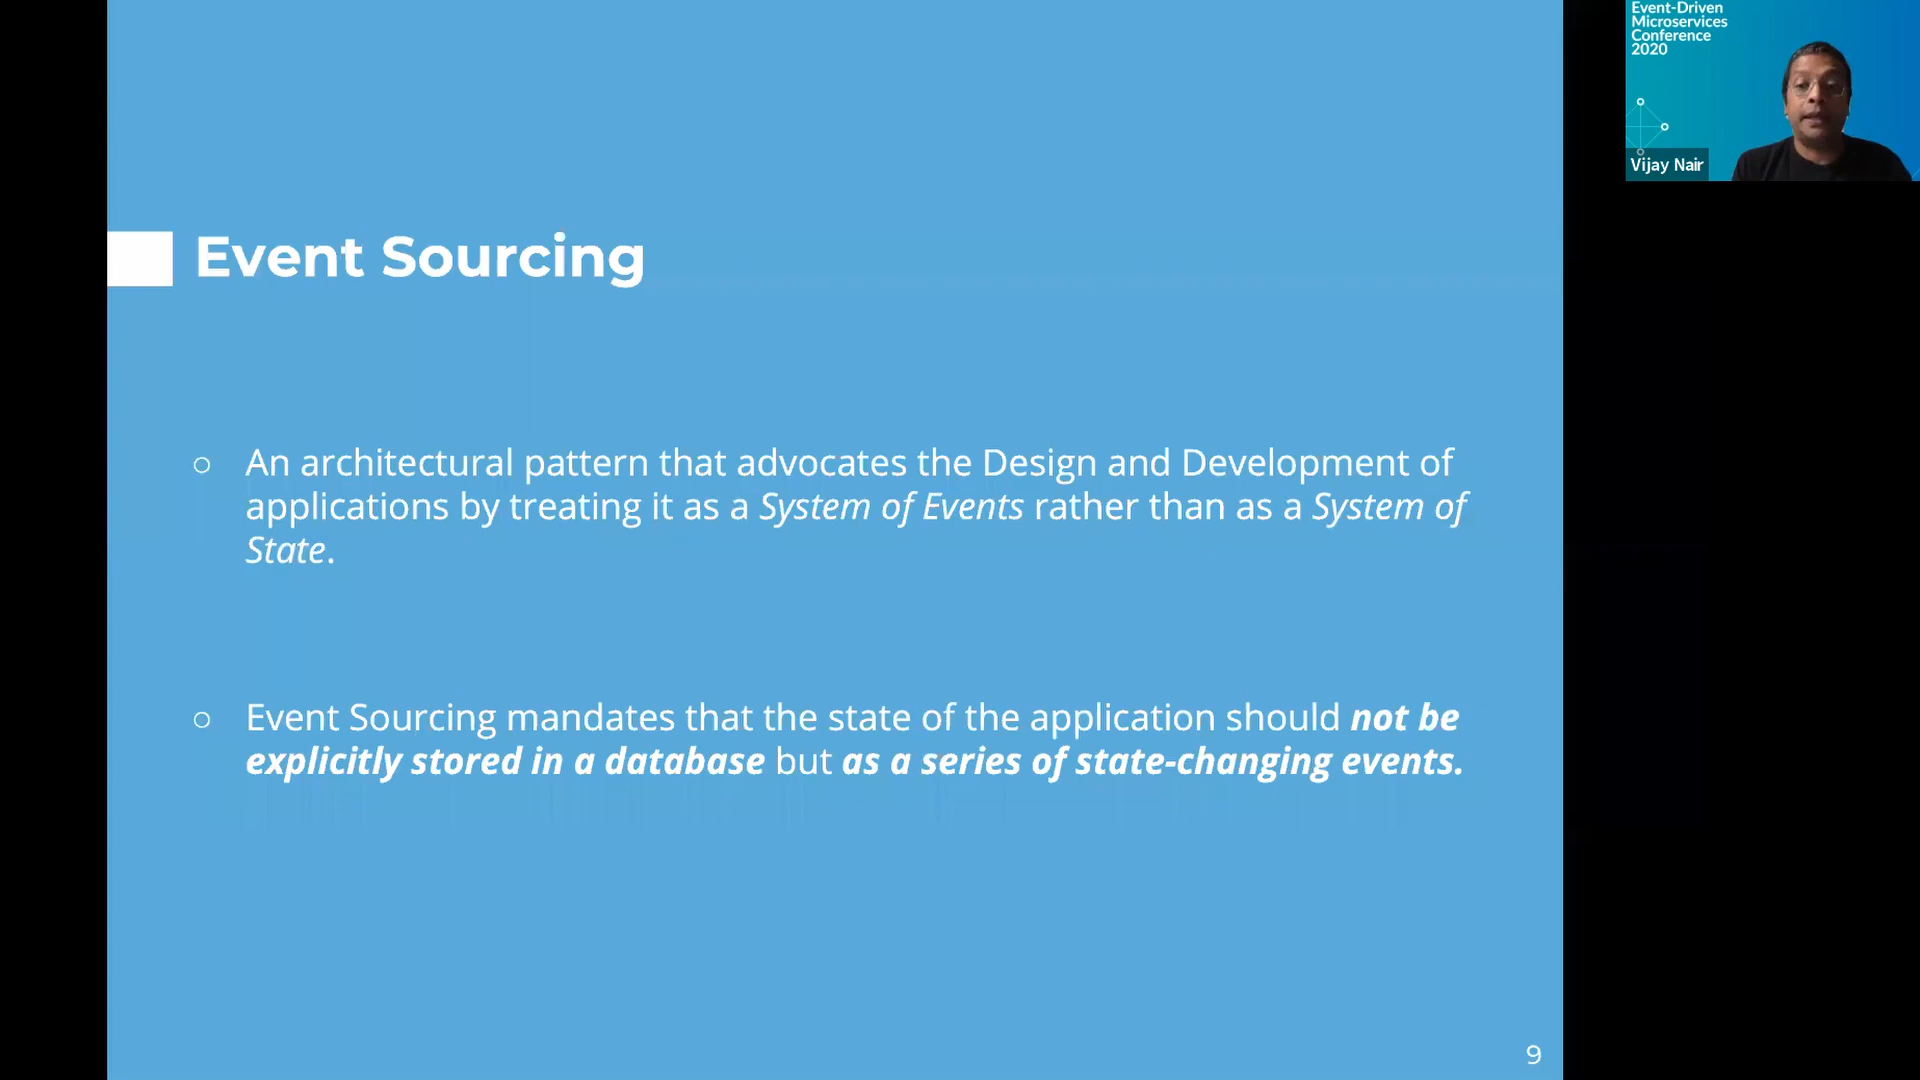 Event-Driven
Microservices
Conference
2020
Vijay Nair
Event Sourcing
○ An architectural pattern that advocates the Design and Development of
applications by treating it as a System of Events rather than as a System of
State.
○ Event Sourcing mandates that the state of the application should not be
explicitly stored in a database but as a series of state-changing events.
9